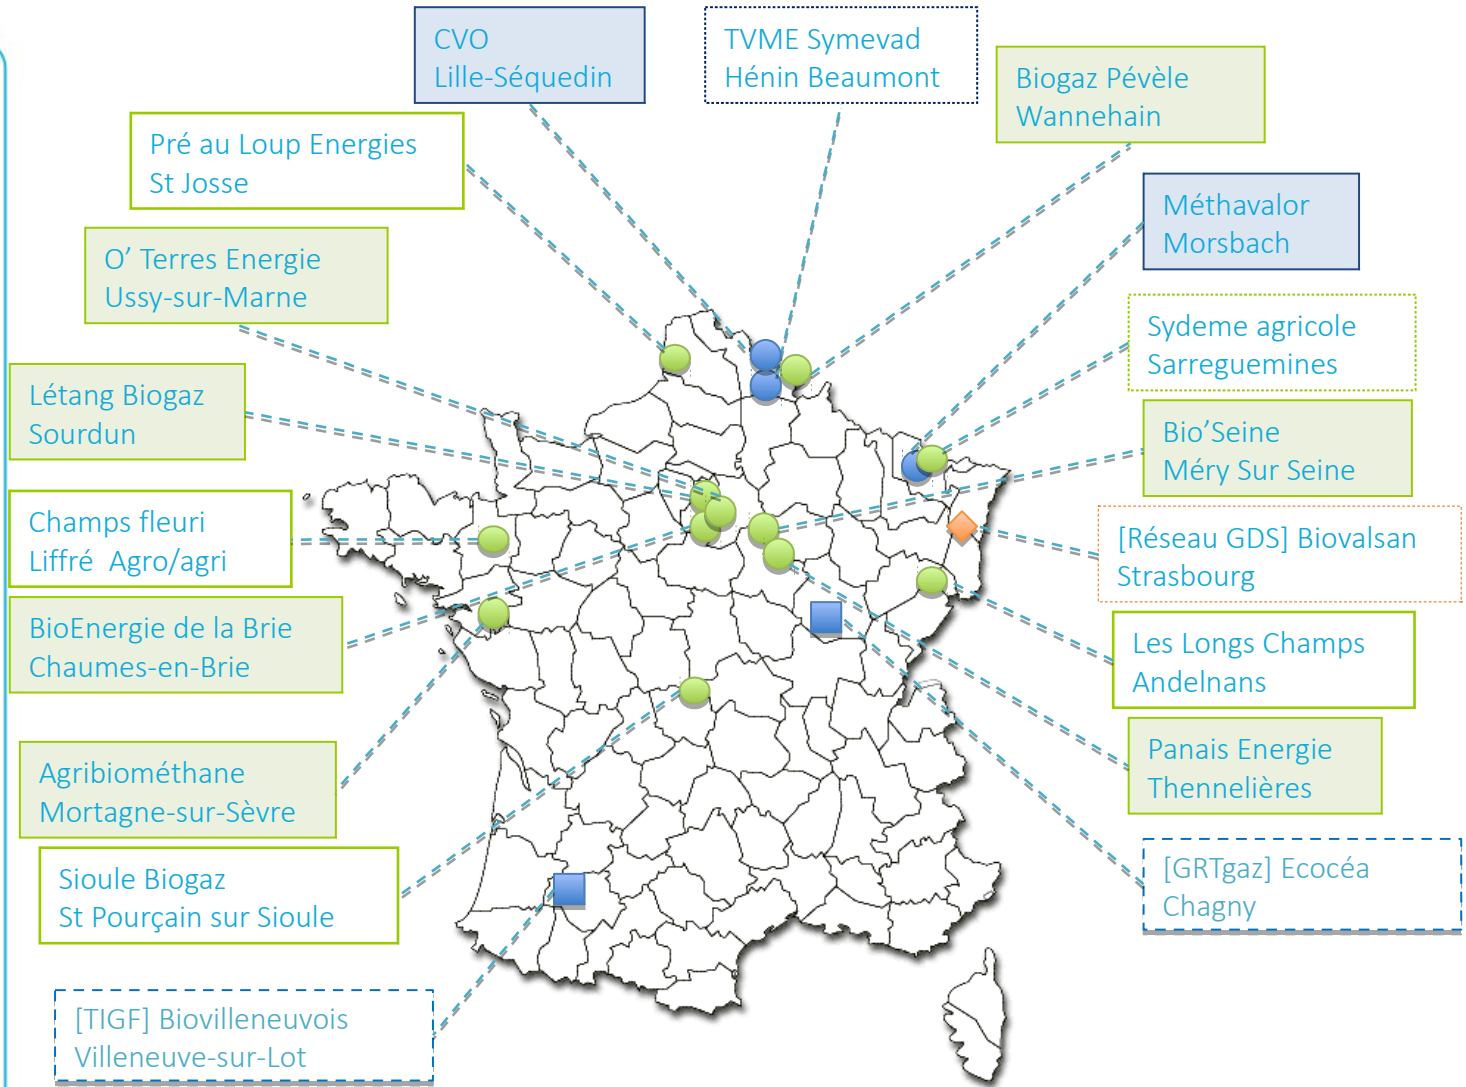 CVO
Lille-Séquedin
TVME Symevad
Hénin Beaumont
Biogaz Pévèle
Wannehain
Pré au Loup Energies
St Josse
Méthavalor
Morsbach
O' Terres Energie
Ussy-sur-Marne
Sydeme agricole
Sarreguemines
Létang Biogaz
Sourdun
Bio'Seine
Méry Sur Seine
Champs fleuri
Liffré Agro/agri
[Réseau GDS] Biovalsan
Strasbourg
BioEnergie de la Brie
Chaumes-en-Brie
Les Longs Champs
Andelnans
Agribiométhane
Mortagne-sur-Sèvre
Panais Energie
Thennelières
Sioule Biogaz
St Pourçain sur Sioule
[GRTgaz] Ecocéa
Chagny
[TIGF] Biovilleneuvois
Villeneuve-sur-Lot